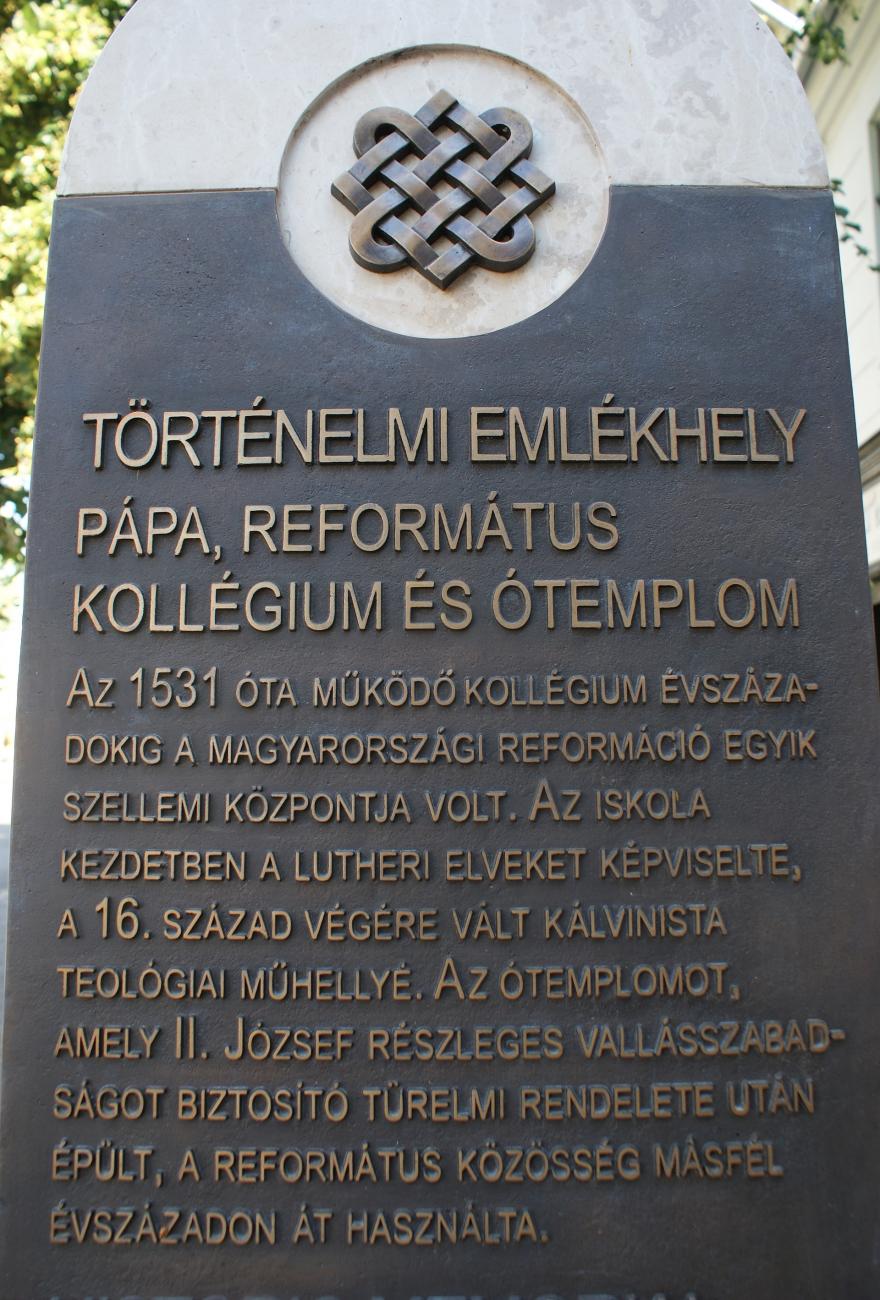 TÖRTÉNELMI EMLÉKHELY
PÁPA, REFORMÁTUS
KOLLÉGIUM ÉS ÓTEMPLOM
AZ 1531 ÓTA MŰKÖDŐ KOLLÉGIUM ÉVSZÁZA-
DOKIG A MAGYARORSZÁGI REFORMÁCIÓ EGYIK
SZELLEMI KÖZPONTJA VOLT. AZ ISKOLA
KEZDETBEN A LUTHERI ELVEKET KÉPVISELTE,
A 16. SZÁZAD VÉGÉRE VÁLT KÁLVINISTA
TEOLÓGIAI MŰHELLYÉ. AZ ÓTEMPLOMOT,
AMELY II. JÓZSEF RÉSZLEGES VALLÁSSZABAD-
SÁGOT BIZTOSÍTÓ TÜRELMI RENDELETE UTÁN
ÉPÜLT, A REFORMÁTUS KÖZÖSSÉG MÁSFÉL
ÉVSZÁZADON ÁT HASZNÁLTA.